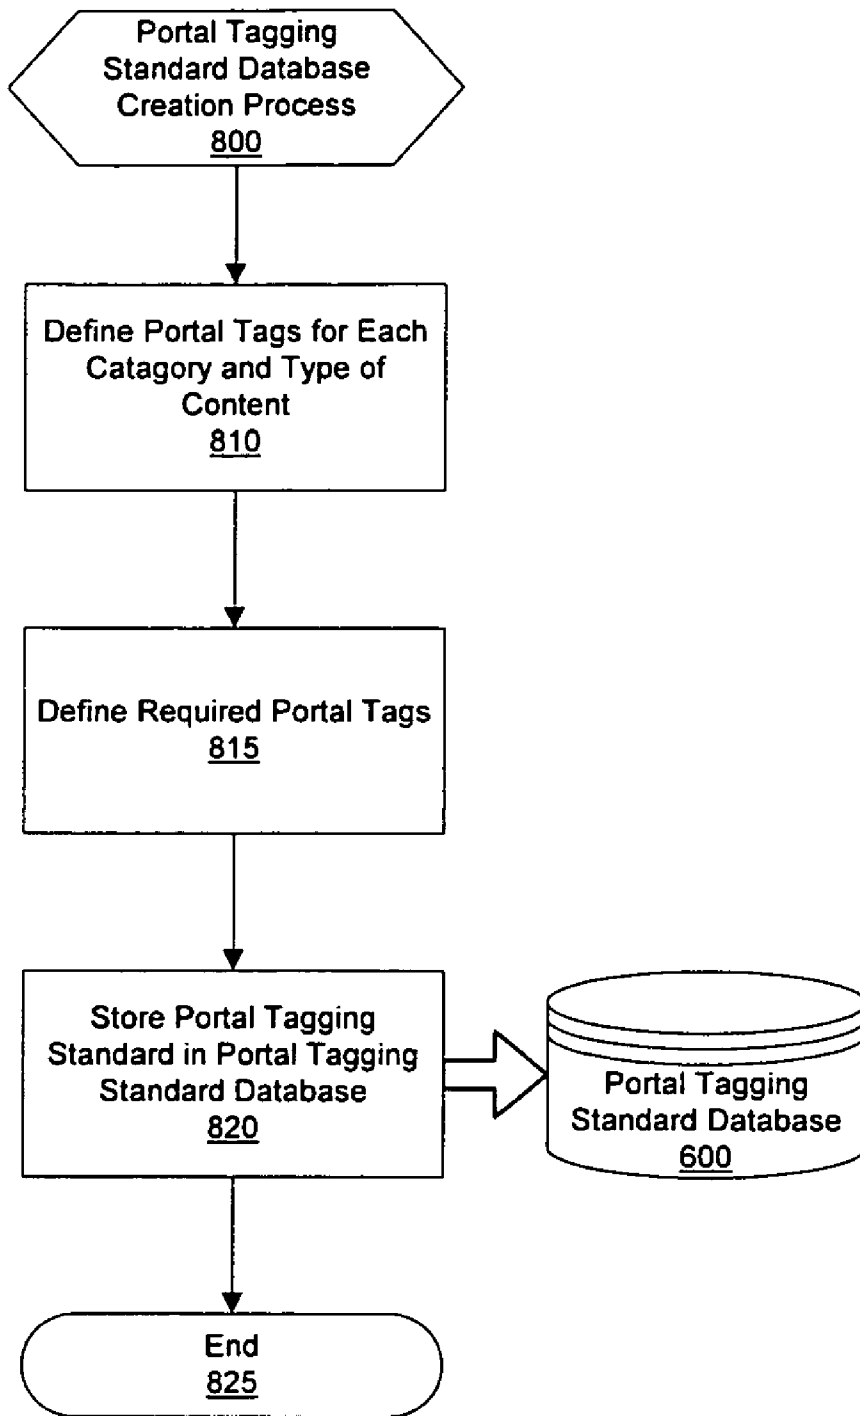 Portal Tagging
Standard Database
Creation Process
800
Define Portal Tags for Each
Catagory and Type of
Content
810
Define Required Portal Tags
815
Store Portal Tagging
Standard in Portal Tagging
Standard Database
820
Portal Tagging
Standard Database
600
End
825